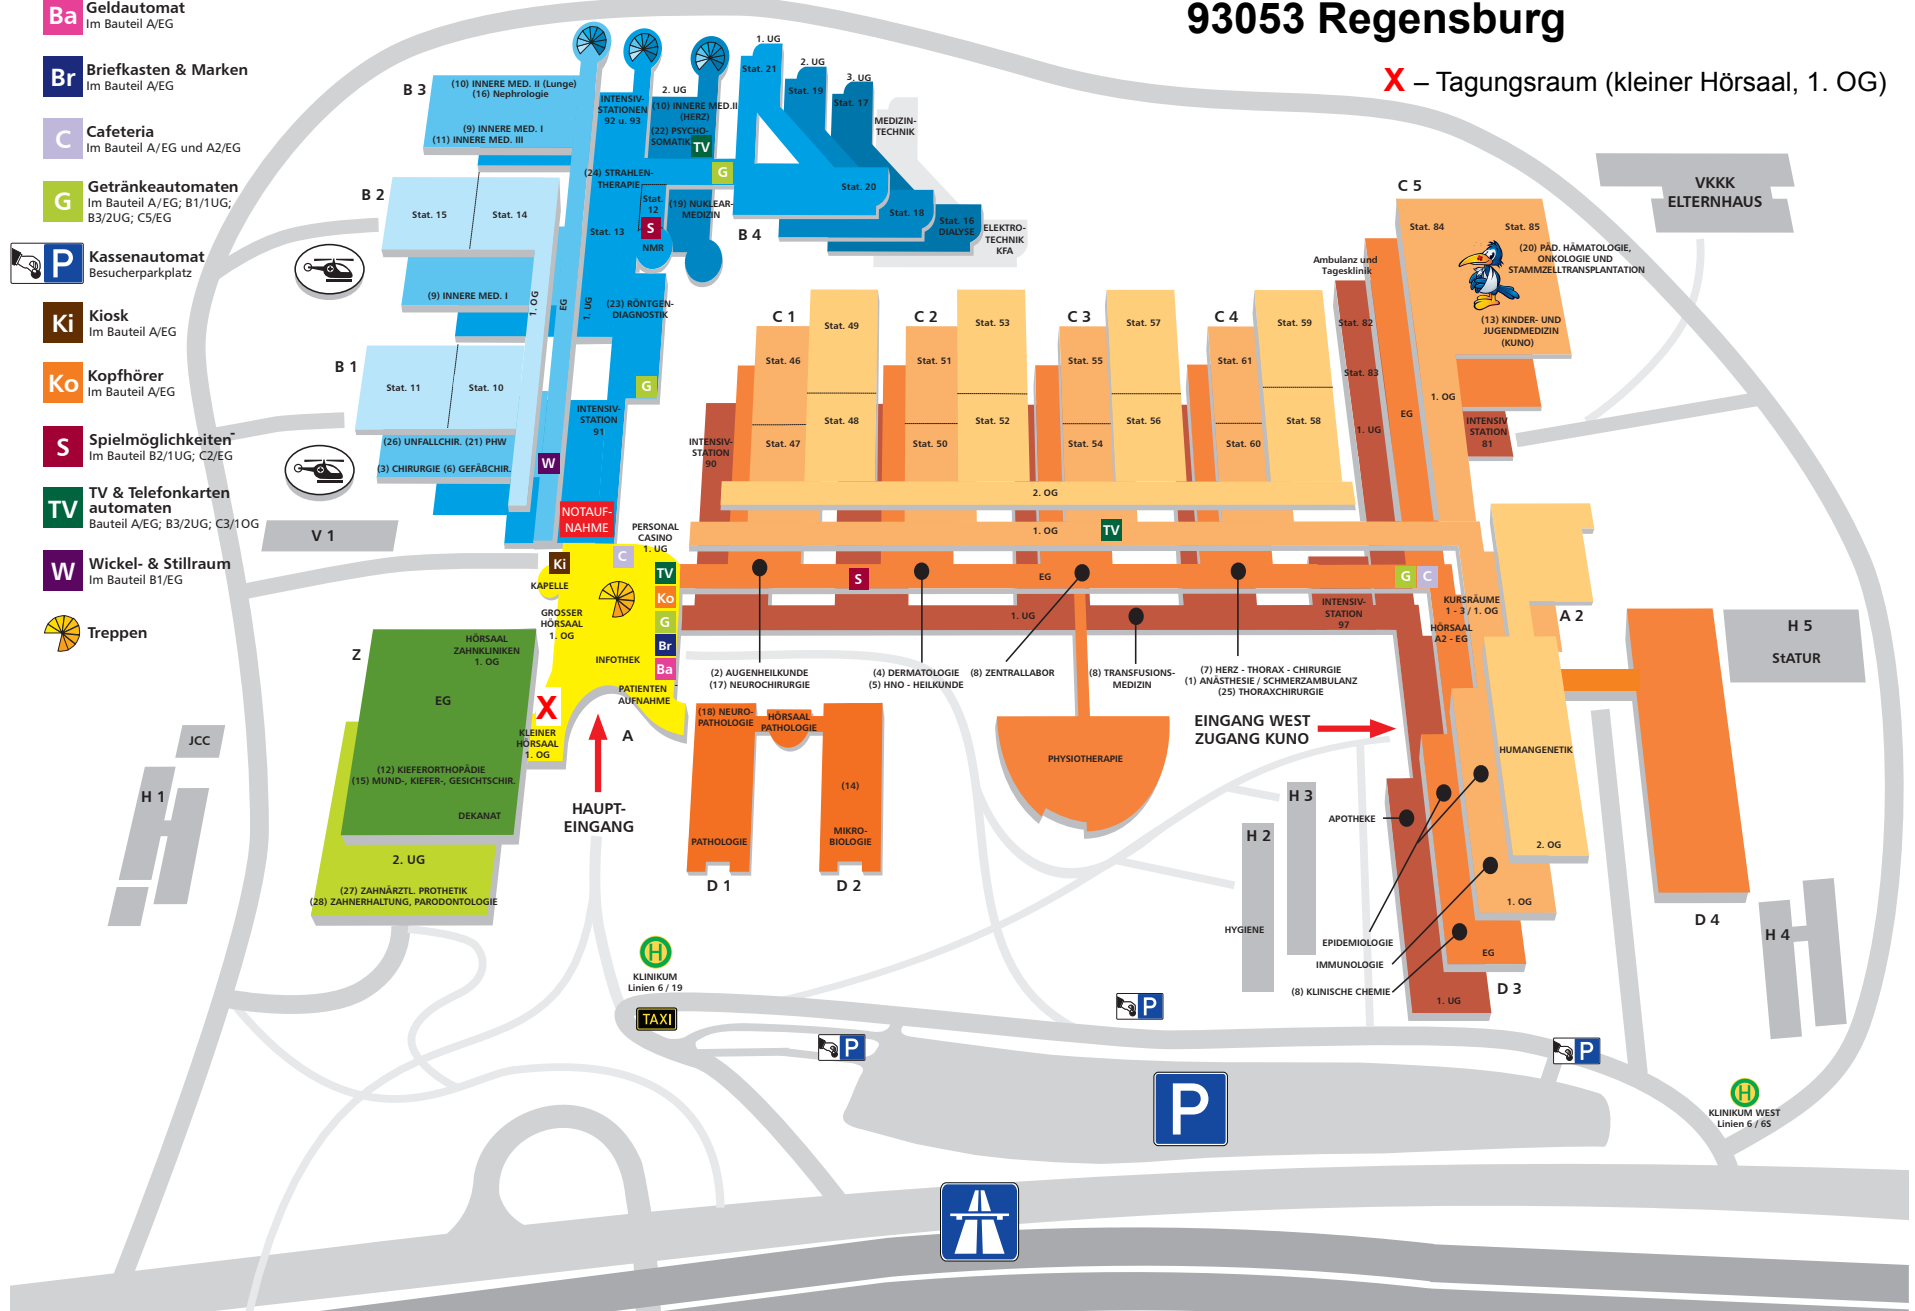 93053 Regensburg
X – Tagungsraum (kleiner Hörsaal, 1. OG)
Ba Geldautomat
Im Bauteil A/EG
Br Briefkasten & Marken
Im Bauteil A/EG
C Cafeteria
Im Bauteil A/EG und A2/EG
G Getränkeautomaten
Im Bauteil A/EG; B1/1UG;
B3/2UG; C5/EG
P Kassenautomat
Besucherparkplatz
Ki Kiosk
Im Bauteil A/EG
Ko Kopfhörer
Im Bauteil A/EG
S Spielmöglichkeiten
Im Bauteil B2/1UG; C2/EG
TV TV & Telefonkarten
automaten
Bauteil A/EG; B3/2UG; C3/1OG
W Wickel- & Stillraum
Im Bauteil B1/EG
Treppen
B 3
(10) INNERE MED. II (Lunge)
(16) Nephrologie
(9) INNERE MED. I
(11) INNERE MED. III
INTENSIV-
STATIONEN
92 u. 93
2. UG
(10) INNERE MED.II
(HERZ)
(22) PSYCHO-
SOMATIK
TV
G
1. UG
Stat. 21
2. UG
Stat. 19
3. UG
Stat. 17
MEDIZIN-
TECHNIK
(24) STRAHLEN-
THERAPIE
Stat.
12
S
NMR
(19) NUKLEAR-
MEDIZIN
Stat. 13
Stat. 20
Stat. 18
Stat. 16
DIALYSE
ELEKTRO-
TECHNIK
KFA
B 4
B 2
Stat. 15
Stat. 14
(9) INNERE MED. I
1. OG
EG
1. UG
(23) RÖNTGEN-
DIAGNOSTIK
G
B 1
Stat. 11
Stat. 10
INTENSIV-
STATION
91
(26) UNFALLCHIR. (21) PHW
(3) CHIRURGIE (6) GEFÄßCHIR.
W
NOTAUF-
NAHME
V 1
C 1
Stat. 49
Stat. 46
Stat. 48
Stat. 47
INTENSIV-
STATION
90
C 2
Stat. 53
Stat. 51
Stat. 52
Stat. 50
C 3
Stat. 57
Stat. 55
Stat. 56
Stat. 54
C 4
Stat. 59
Stat. 61
Stat. 58
Stat. 60
2. OG
1. OG
TV
EG
1. UG
C 5
Stat. 84
Stat. 85
(20) PÄD. HÄMATOLOGIE,
ONKOLOGIE UND
STAMMZELLTRANSPLANTATION
Ambulanz und
Tagesklinik
(13) KINDER- UND
JUGENDMEDIZIN
(KUNO)
Stat. 82
Stat. 83
1. OG
EG
1. UG
INTENSIV
STATION
81
VKKK
ELTERNHAUS
PERSONAL
CASINO
1. UG
Ki
C
KAPELLE
TV
Ko
G
Br
Ba
GROSSER
HÖRSAAL
1. OG
INFOTHEK
PATIENTEN
AUFNAHME
X
KLEINER
HÖRSAAL
1. OG
A
HAUPT-
EINGANG
Z
HÖRSAAL
ZAHNKLINIKEN
1. OG
EG
(12) KIEFERORTHOPÄDIE
(15) MUND-, KIEFER-, GESICHTSCHIR.
DEKANAT
2. UG
(27) ZAHNÄRZTL. PROTHETIK
(28) ZAHNERHALTUNG, PARODONTOLOGIE
JCC
H 1
S
G
C
INTENSIV-
STATION
97
KURSRÄUME
1 - 3 / 1. OG
HÖRSAAL
A2 - EG
A 2
H 5
StATUR
(2) AUGENHEILKUNDE
(17) NEUROCHIRURGIE
(4) DERMATOLOGIE
(5) HNO - HEILKUNDE
(8) ZENTRALLABOR
(8) TRANSFUSIONS-
MEDIZIN
(7) HERZ - THORAX - CHIRURGIE
(1) ANÄSTHESIE / SCHMERZAMBULANZ
(25) THORAXCHIRURGIE
EINGANG WEST
ZUGANG KUNO
(18) NEURO-
PATHOLOGIE
HÖRSAAL
PATHOLOGIE
PATHOLOGIE
D 1
(14)
MIKRO-
BIOLOGIE
D 2
PHYSIOTHERAPIE
HUMANGENETIK
H 3
H 2
HYGIENE
APOTHEKE
EPIDEMIOLOGIE
IMMUNOLOGIE
(8) KLINISCHE CHEMIE
2. OG
1. OG
EG
1. UG
D 3
D 4
H 4
H
KLINIKUM
Linien 6 / 19
TAXI
P
P
P
P
H
KLINIKUM WEST
Linien 6 / 6S